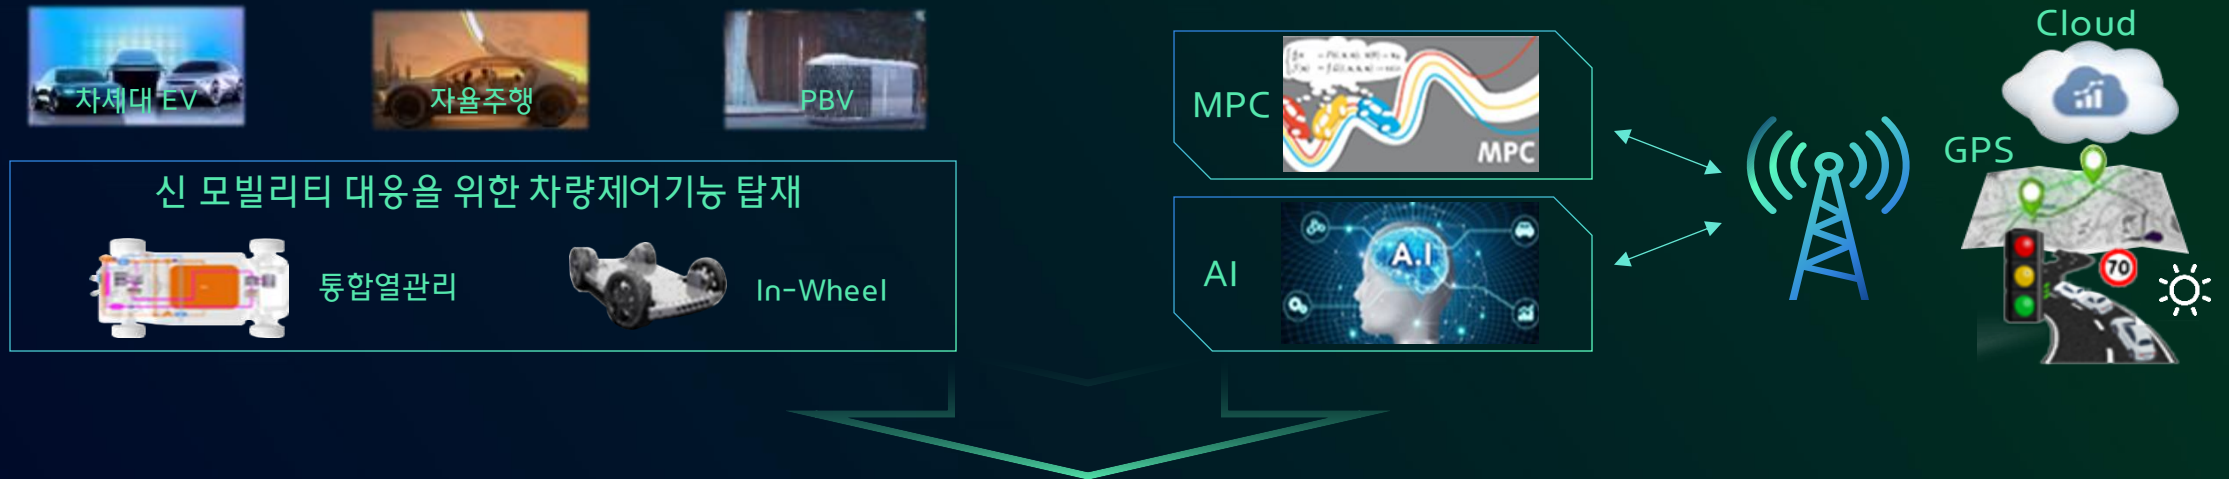 차세대 EV
자율주행
PBV
신 모빌리티 대응을 위한 차량제어기능 탑재
통합열관리
In-Wheel
MPC
MPC
AI
A.I
Cloud
GPS
70